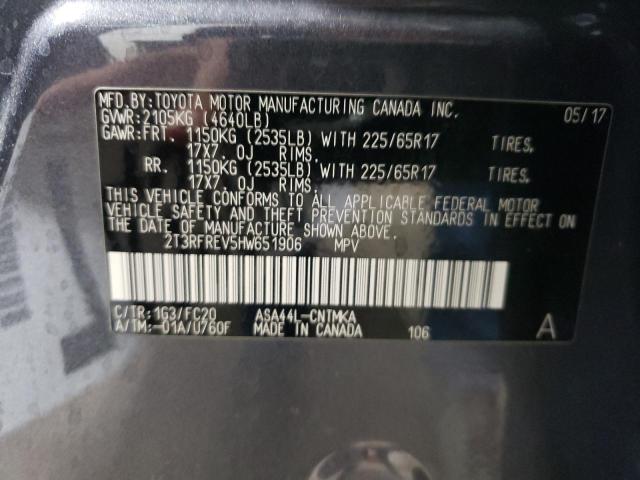 MFD.BY:TOYOTA MOTOR MANUFACTURING CANADA INC. 05/17
GVWR:2105KG (4640LB)
GAWR:FRT. 1150KG (2535LB) WITH 225/65R17 TIRES,
17X7. OJ RIMS.
RR. 1150KG (2535LB) WITH 225/65R17 TIRES,
17X7. OJ RIMS.
THIS VEHICLE CONFORMS TO ALL APPLICABLE FEDERAL MOTOR
VEHICLE SAFETY AND THEFT PREVENTION STANDARDS IN EFFECT ON
THE DATE OF MANUFACTURE SHOWN ABOVE.
2T3RFREV5HW651906 MPV
C/TR:1G3/FC20 ASA44L-CNTMKA
A/TM:-01A/U760F MADE IN CANADA 106 A